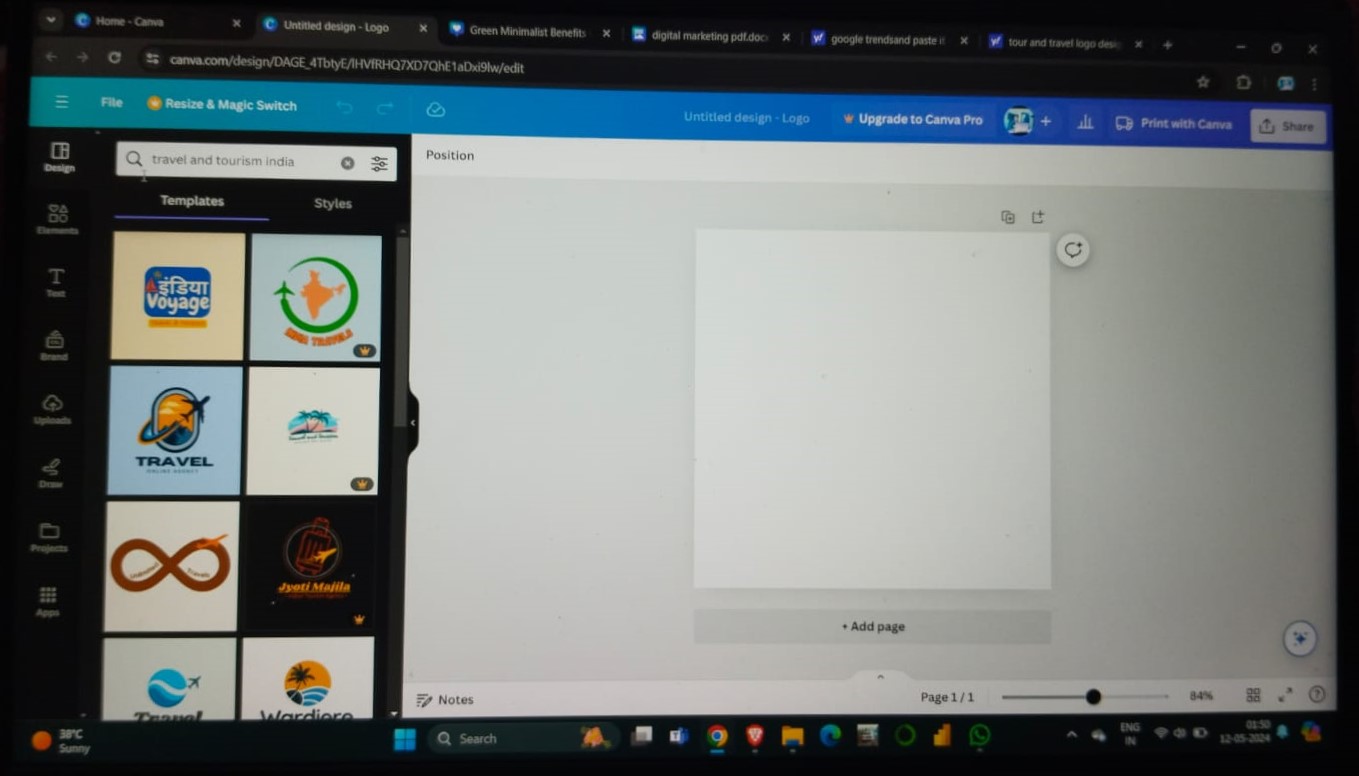 Home - Canva
Untitled design - Logo
Green Minimalist Benefits
digital marketing pdf.doc
google trendsand paste i
tour and travel logo desig
canva.com/design/DAGE_4TbtyE/IHVfRHQ7XD7QhE1aDxi9lw/edit
File
Resize & Magic Switch
Untitled design - Logo
Upgrade to Canva Pro
Print with Canva
Share
Design
Elements
Text
Brand
Uploads
Draw
Projects
Apps
travel and tourism india
Templates
Styles
इंडिया
Voyage
INDIA TRAVELS
TRAVEL
ONLINE AGENCY
Travels
Jyoti Majila
Travel
Wardiere
Position
+ Add page
Notes
Page 1 / 1
84%
38°C
Sunny
Search
ENG
IN
01:50
12-05-2024